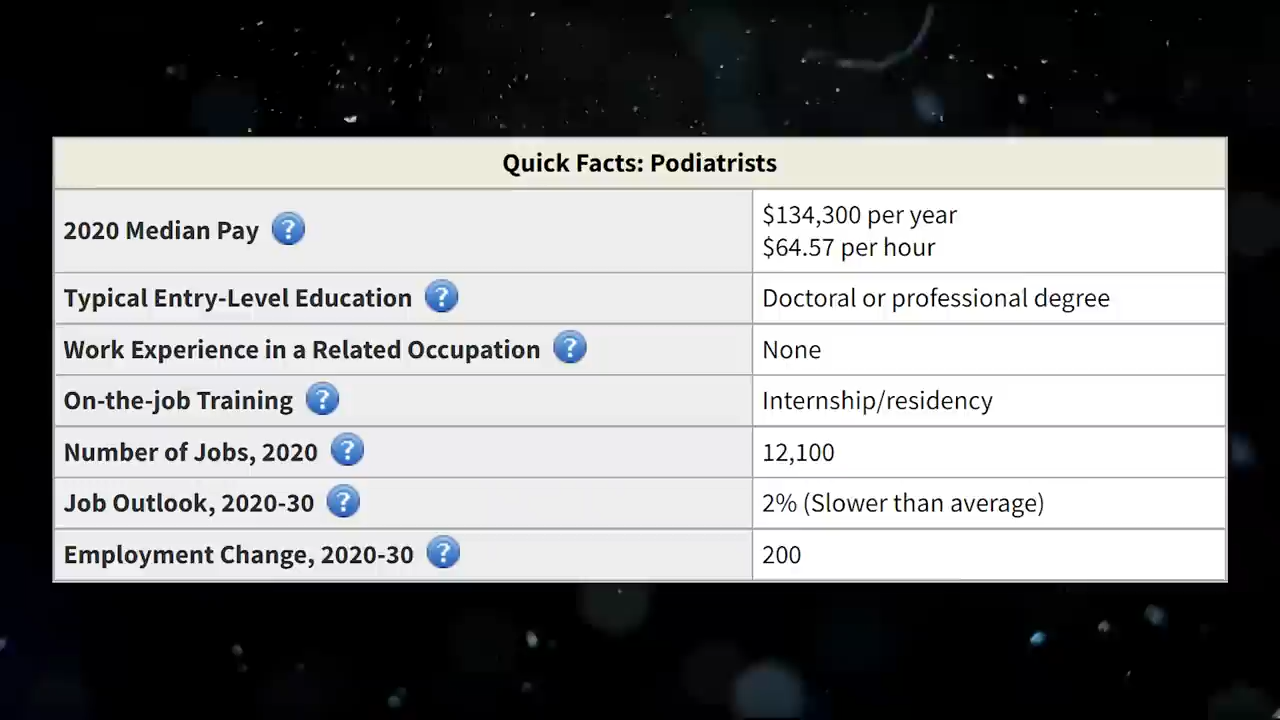 Quick Facts: Podiatrists
2020 Median Pay ?
$134,300 per year
$64.57 per hour
Typical Entry-Level Education ?
Doctoral or professional degree
Work Experience in a Related Occupation ?
None
On-the-job Training ?
Internship/residency
Number of Jobs, 2020 ?
12,100
Job Outlook, 2020-30 ?
2% (Slower than average)
Employment Change, 2020-30 ?
200